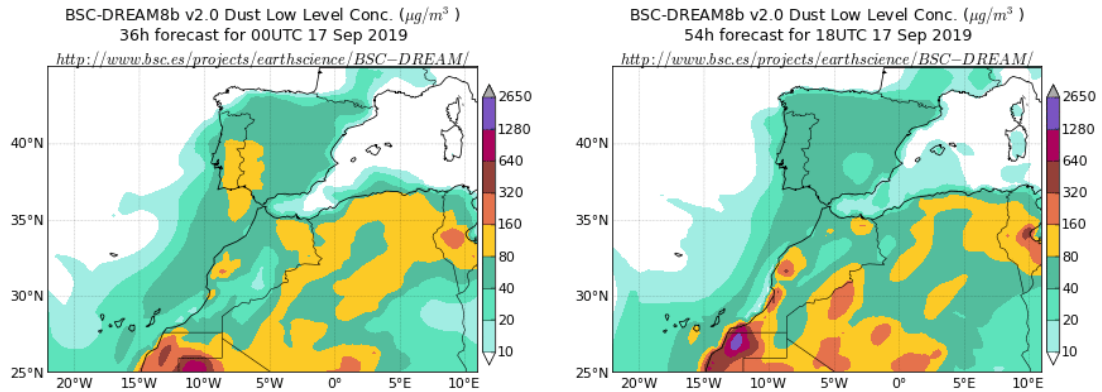 BSC-DREAM8b v2.0 Dust Low Level Conc. (μg/m³ )
36h forecast for 00UTC 17 Sep 2019
http://www.bsc.es/projects/earthscience/BSC−DREAM/
40°N
35°N
30°N
25°N
20°W 15°W 10°W 5°W 0° 5°E 10°E
2650
1280
640
320
160
80
40
20
10
BSC-DREAM8b v2.0 Dust Low Level Conc. (μg/m³ )
54h forecast for 18UTC 17 Sep 2019
http://www.bsc.es/projects/earthscience/BSC−DREAM/
40°N
35°N
30°N
25°N
20°W 15°W 10°W 5°W 0° 5°E 10°E
2650
1280
640
320
160
80
40
20
10